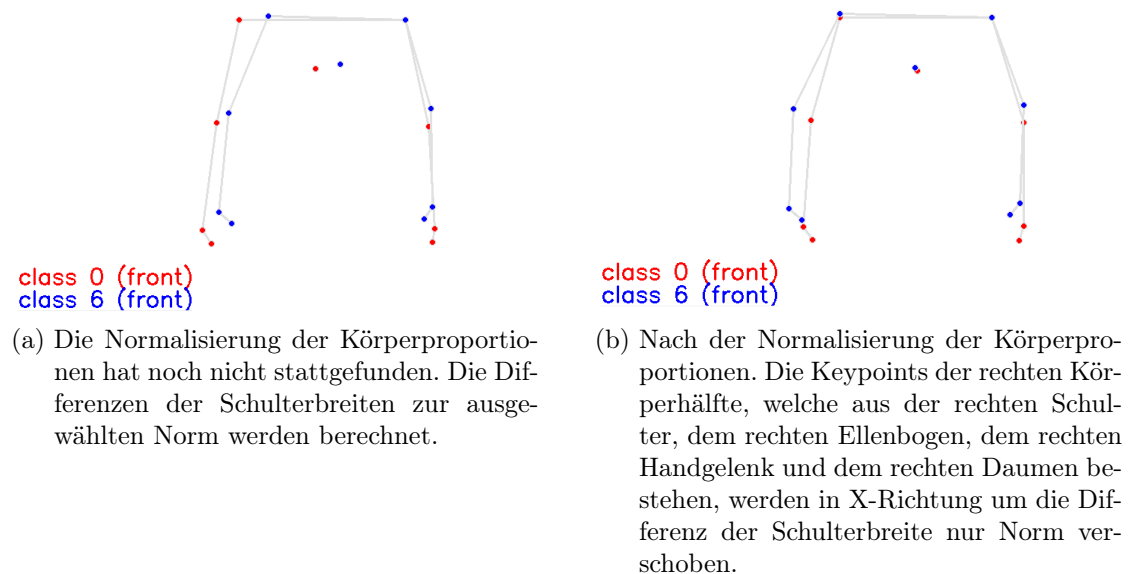 class 0 (front)
class 6 (front)
(a) Die Normalisierung der Körperproportio-
nen hat noch nicht stattgefunden. Die Dif-
ferenzen der Schulterbreiten zur ausge-
wählten Norm werden berechnet.
class 0 (front)
class 6 (front)
(b) Nach der Normalisierung der Körperpro-
portionen. Die Keypoints der rechten Kör-
perhälfte, welche aus der rechten Schul-
ter, dem rechten Ellenbogen, dem rechten
Handgelenk und dem rechten Daumen be-
stehen, werden in X-Richtung um die Dif-
ferenz der Schulterbreite nur Norm ver-
schoben.